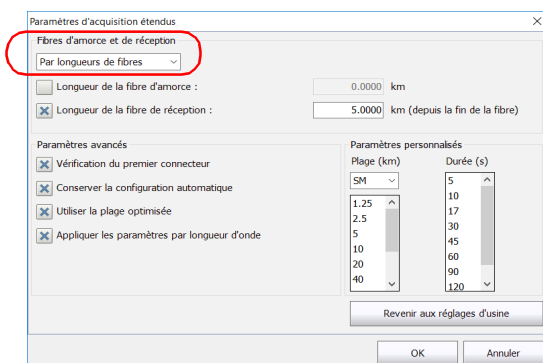 Paramètres d'acquisition étendus
Fibres d'amorce et de réception
Par longueurs de fibres
Longueur de la fibre d'amorce : 0.0000 km
Longueur de la fibre de réception : 5.0000 km (depuis la fin de la fibre)
Paramètres avancés
Vérification du premier connecteur
Conserver la configuration automatique
Utiliser la plage optimisée
Appliquer les paramètres par longueur d'onde
Paramètres personnalisés
Plage (km) Durée (s)
SM
1.25
2.5
5
10
20
40
5
10
17
30
45
60
90
120
Revenir aux réglages d'usine
OK Annuler